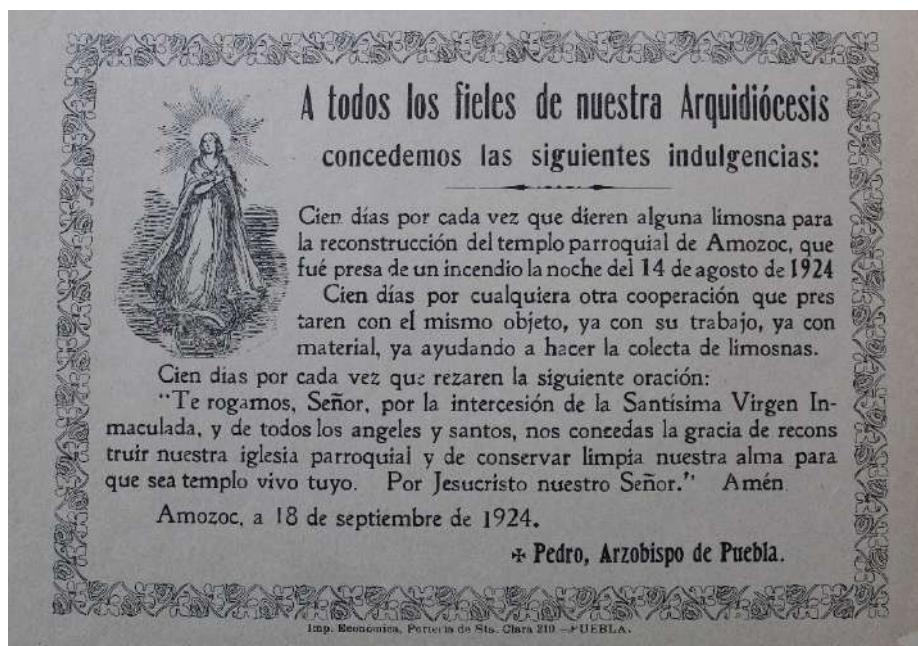 A todos los fieles de nuestra Arquidiócesis
concedemos las siguientes indulgencias:
Cien días por cada vez que dieren alguna limosna para
la reconstrucción del templo parroquial de Amozoc, que
fué presa de un incendio la noche del 14 de agosto de 1924
Cien días por cualquiera otra cooperación que pres
taren con el mismo objeto, ya con su trabajo, ya con
material, ya ayudando a hacer la colecta de limosnas.
Cien dias por cada vez que rezaren la siguiente oración:
“Te rogamos, Señor, por la intercesión de la Santísima Virgen In-
maculada, y de todos los angeles y santos, nos concedas la gracia de recons
truir nuestra iglesia parroquial y de conservar limpia nuestra alma para
que sea templo vivo tuyo. Por Jesucristo nuestro Señor.” Amén
Amozoc, a 18 de septiembre de 1924.
✠ Pedro, Arzobispo de Puebla.
Imp. Económica, Portería de Sta. Clara 210 —PUEBLA.